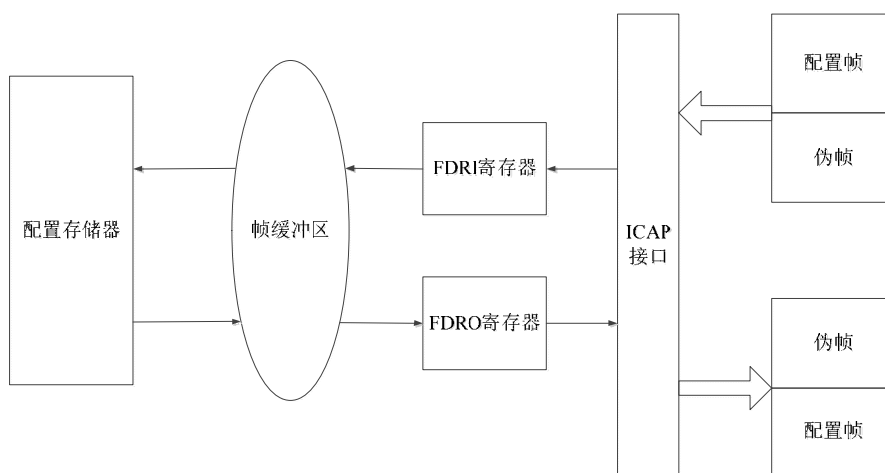 配置存储器
帧缓冲区
FDRI寄存器
FDRO寄存器
ICAP
接口
配置帧
伪帧
伪帧
配置帧